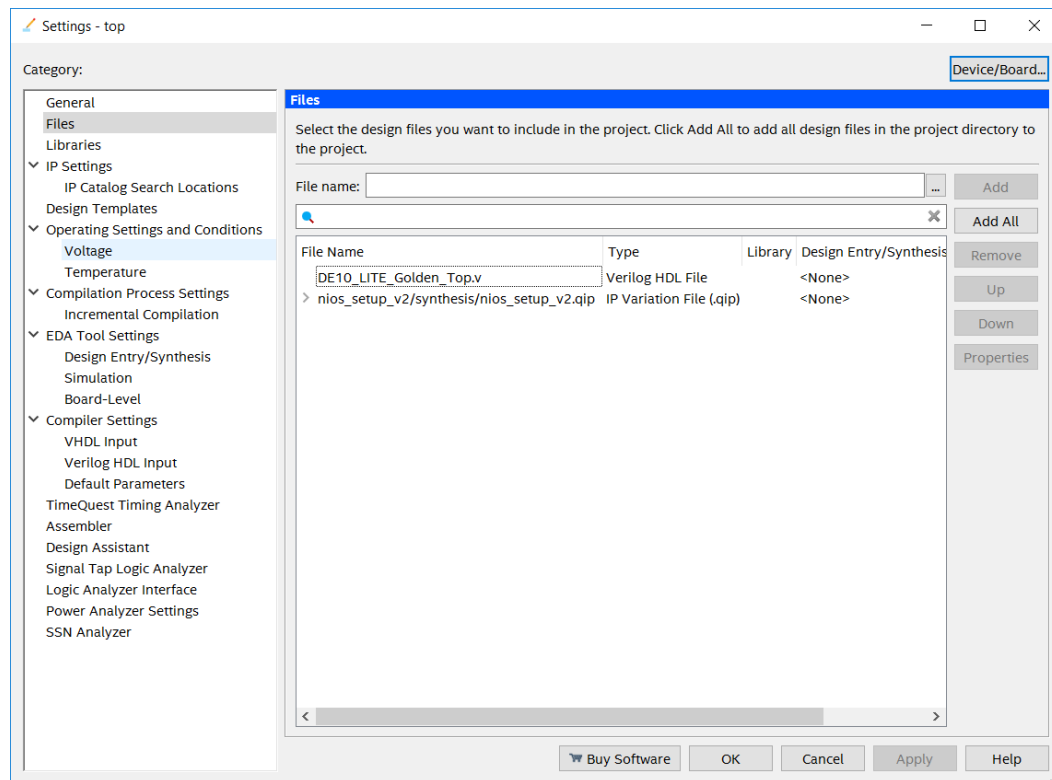 Settings - top
Category:
Device/Board...
General
Files
Libraries
IP Settings
IP Catalog Search Locations
Design Templates
Operating Settings and Conditions
Voltage
Temperature
Compilation Process Settings
Incremental Compilation
EDA Tool Settings
Design Entry/Synthesis
Simulation
Board-Level
Compiler Settings
VHDL Input
Verilog HDL Input
Default Parameters
TimeQuest Timing Analyzer
Assembler
Design Assistant
Signal Tap Logic Analyzer
Logic Analyzer Interface
Power Analyzer Settings
SSN Analyzer
Files
Select the design files you want to include in the project. Click Add All to add all design files in the project directory to
the project.
File name: ... Add
Add All
File Name Type Library Design Entry/Synthesis
DE10_LITE_Golden_Top.v Verilog HDL File <None>
nios_setup_v2/synthesis/nios_setup_v2.qip IP Variation File (.qip) <None>
Remove
Up
Down
Properties
Buy Software OK Cancel Apply Help